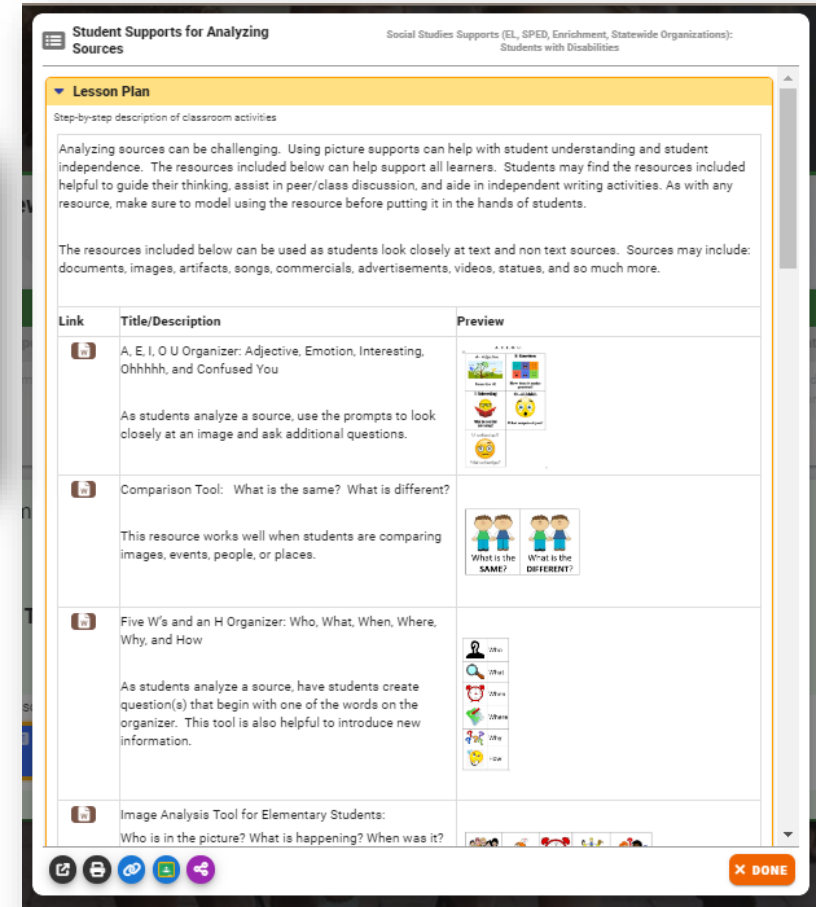 Student Supports for Analyzing
Sources
Social Studies Supports (EL, SPED, Enrichment, Statewide Organizations):
Students with Disabilities
Lesson Plan
Step-by-step description of classroom activities
Analyzing sources can be challenging. Using picture supports can help with student understanding and student
independence. The resources included below can help support all learners. Students may find the resources included
helpful to guide their thinking, assist in peer/class discussion, and aide in independent writing activities. As with any
resource, make sure to model using the resource before putting it in the hands of students.
The resources included below can be used as students look closely at text and non text sources. Sources may include:
documents, images, artifacts, songs, commercials, advertisements, videos, statues, and so much more.
Link Title/Description Preview
A, E, I, O U Organizer: Adjective, Emotion, Interesting,
Ohhhhh, and Confused You
As students analyze a source, use the prompts to look
closely at an image and ask additional questions.
Comparison Tool: What is the same? What is different?
This resource works well when students are comparing
images, events, people, or places.
What is the
SAME?
What is the
DIFFERENT?
Five W's and an H Organizer: Who, What, When, Where,
Why, and How
As students analyze a source, have students create
question(s) that begin with one of the words on the
organizer. This tool is also helpful to introduce new
information.
Who
What
When
Where
Why
How
Image Analysis Tool for Elementary Students:
Who is in the picture? What is happening? When was it?
DONE